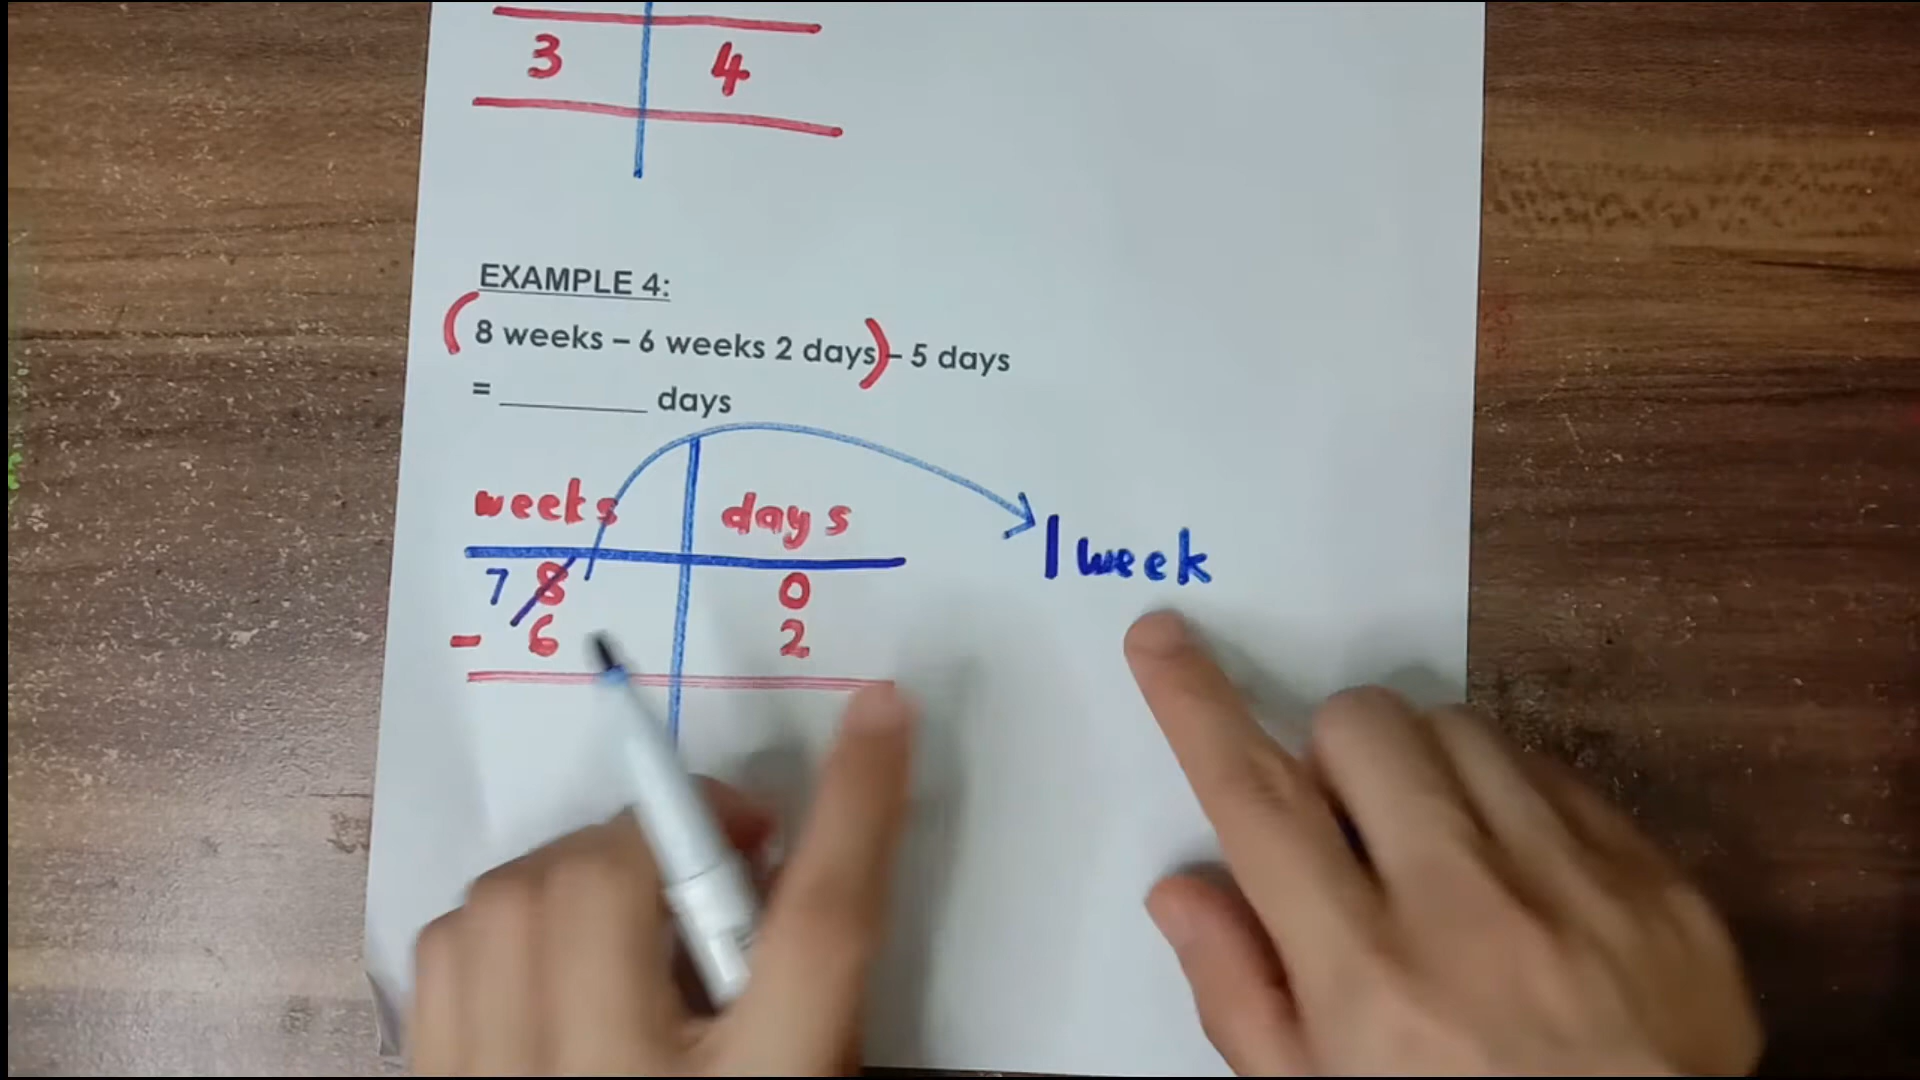 3 4
EXAMPLE 4:
(8 weeks – 6 weeks 2 days) – 5 days
= ________ days
weeks days
1 week
7 8 0
- 6 2